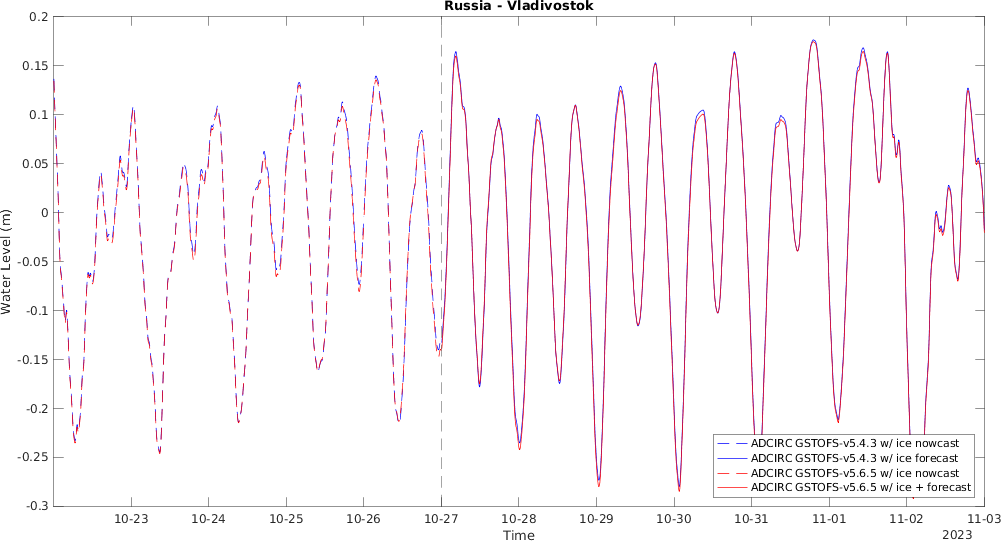 Russia - Vladivostok
0.2
0.15
0.1
0.05
0
-0.05
-0.1
-0.15
-0.2
-0.25
-0.3
Water Level (m)
ADCIRC GSTOFS-v5.4.3 w/ ice nowcast
ADCIRC GSTOFS-v5.4.3 w/ ice forecast
ADCIRC GSTOFS-v5.6.5 w/ ice nowcast
ADCIRC GSTOFS-v5.6.5 w/ ice + forecast
10-23 10-24 10-25 10-26 10-27 10-28 10-29 10-30 10-31 11-01 11-02 11-03
Time
2023